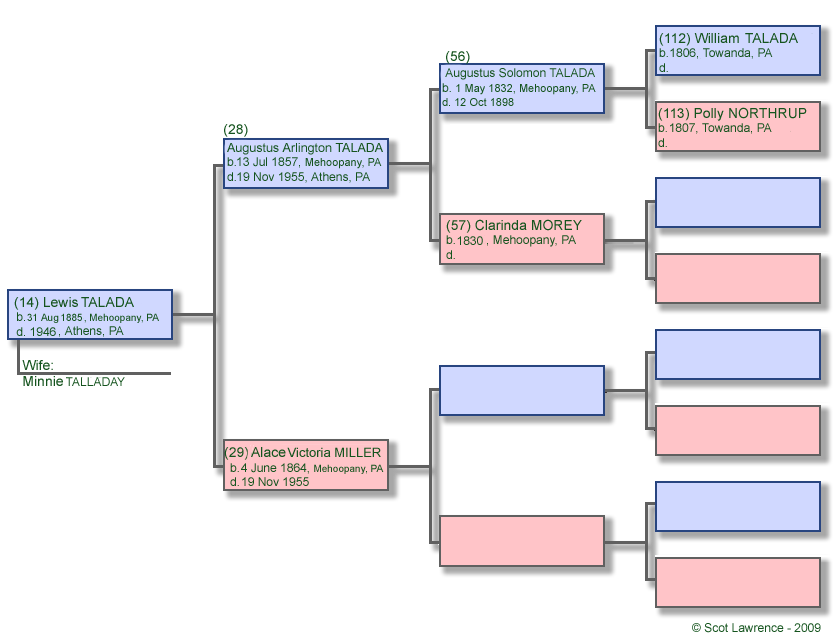 (112) William TALADA
b.1806, Towanda, PA
d.
(56)
Augustus Solomon TALADA
b. 1 May 1832, Mehoopany, PA
d. 12 Oct 1898
(113) Polly NORTHRUP
b.1807, Towanda, PA
d.
(28)
Augustus Arlington TALADA
b.13 Jul 1857, Mehoopany, PA
d.19 Nov 1955, Athens, PA
(57) Clarinda MOREY
b.1830 , Mehoopany, PA
d.
(14) Lewis TALADA
b.31 Aug 1885, Mehoopany, PA
d. 1946, Athens, PA
Wife:
Minnie TALLADAY
(29) Alace Victoria MILLER
b.4 June 1864, Mehoopany, PA
d.19 Nov 1955
© Scot Lawrence - 2009